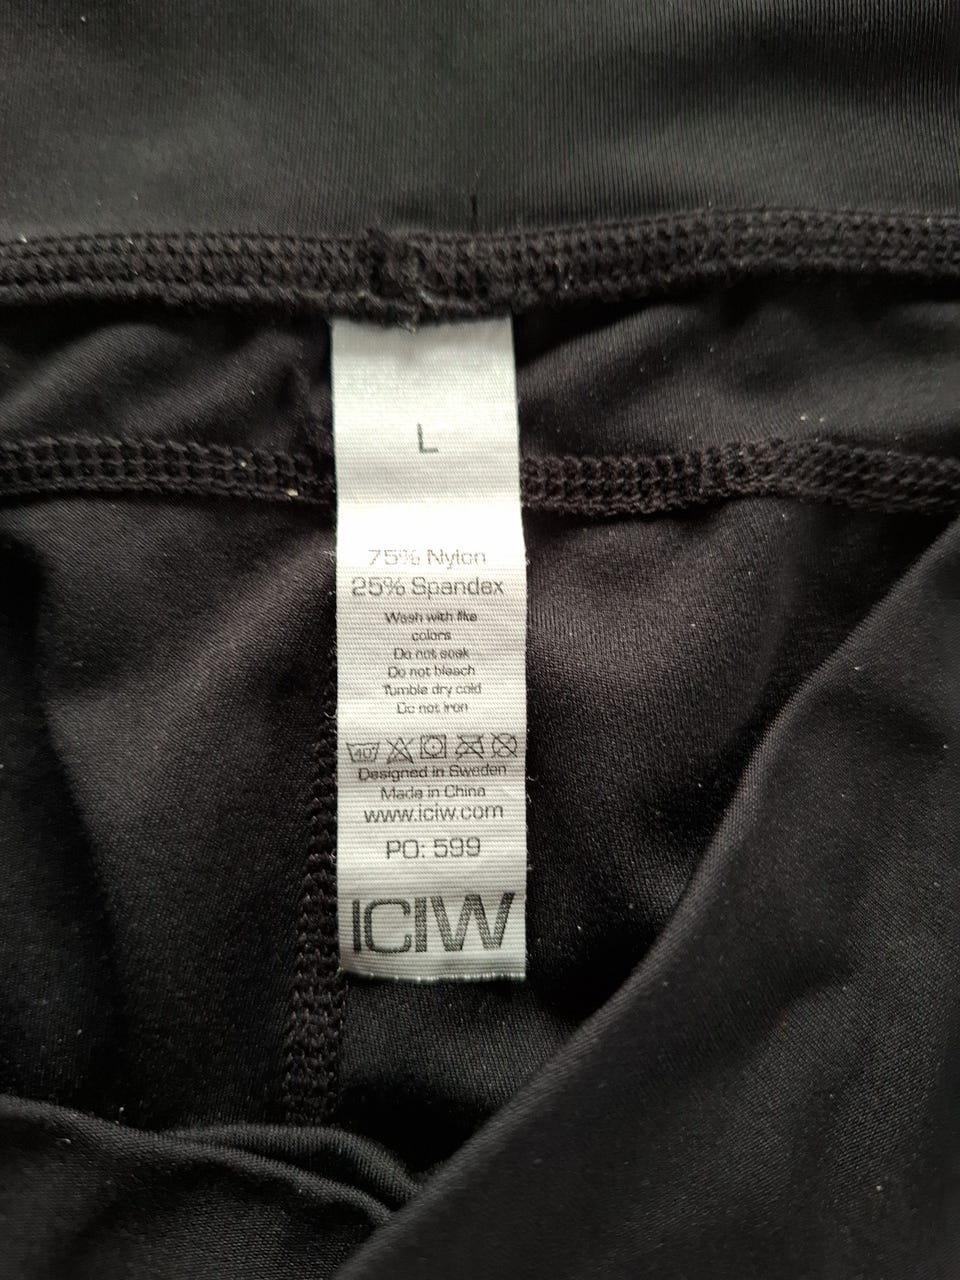 L
75% Nylon
25% Spandex
Wash with like
colors
Do not soak
Do not bleach
Tumble dry cold
Do not iron
40
Designed in Sweden
Made in China
www.iciw.com
PO: 599
ICIW